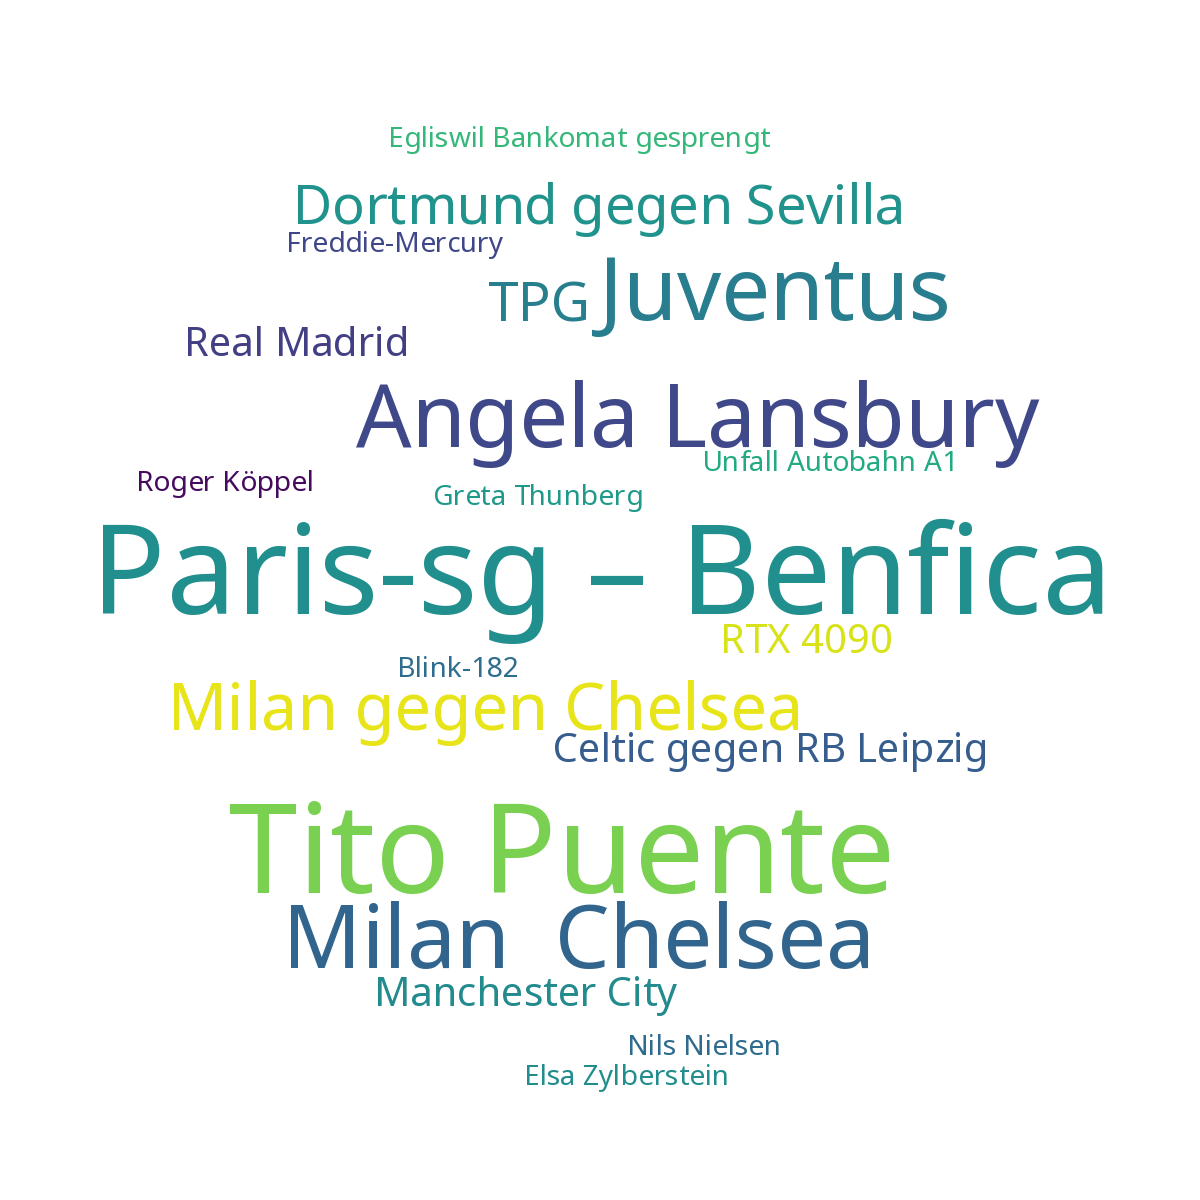 Egliswil Bankomat gesprengt
Dortmund gegen Sevilla
Freddie-Mercury
TPG
Juventus
Real Madrid
Angela Lansbury
Unfall Autobahn A1
Roger Köppel
Greta Thunberg
Paris-sg – Benfica
RTX 4090
Blink-182
Milan gegen Chelsea
Celtic gegen RB Leipzig
Tito Puente
Milan  Chelsea
Manchester City
Nils Nielsen
Elsa Zylberstein